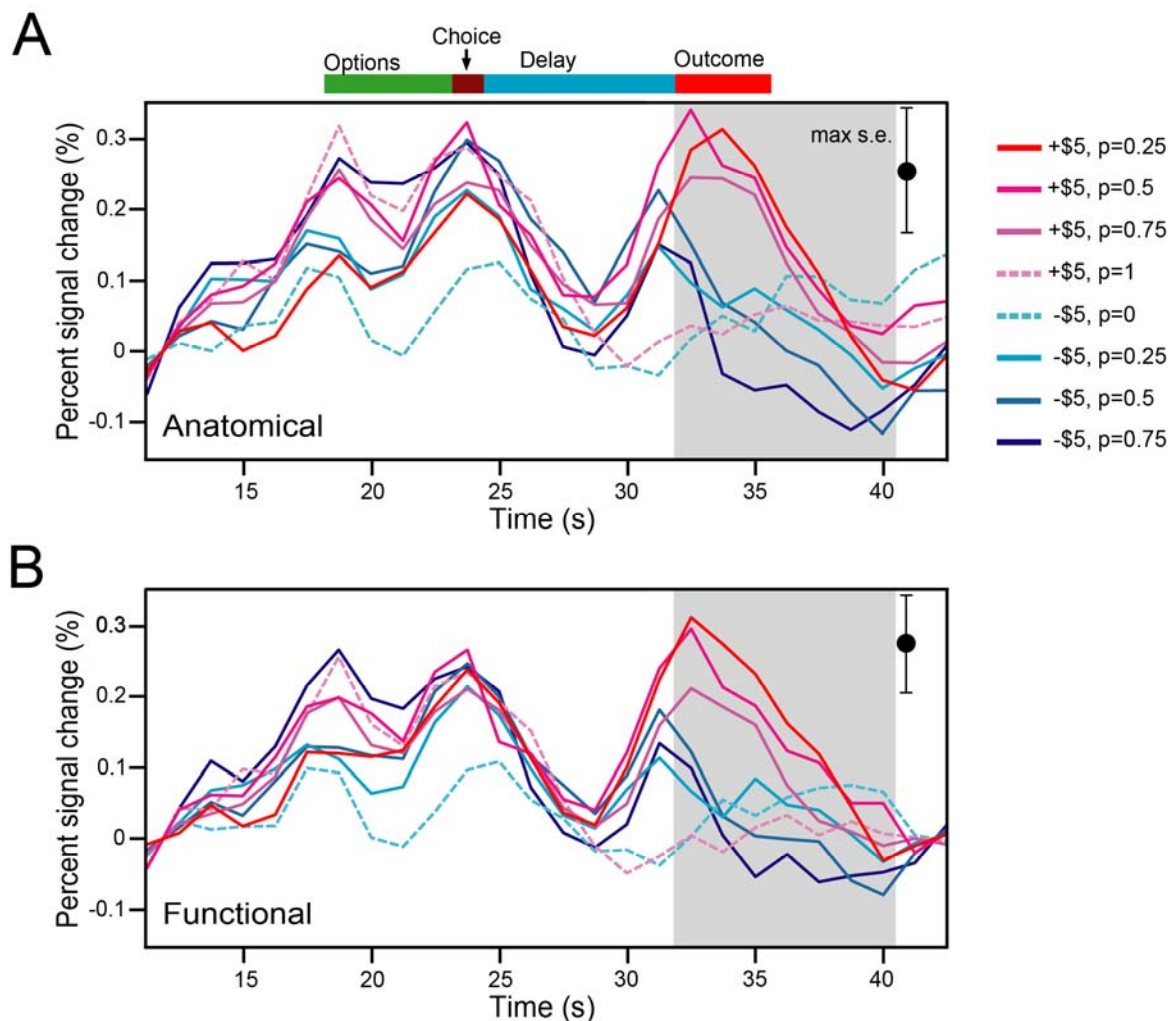 A
Options
Choice
Delay
Outcome
Percent signal change (%)
0.3
0.2
0.1
0
-0.1
max s.e.
Anatomical
15 20 25 30 35 40
Time (s)
+$5, p=0.25
+$5, p=0.5
+$5, p=0.75
+$5, p=1
-$5, p=0
-$5, p=0.25
-$5, p=0.5
-$5, p=0.75
B
Percent signal change (%)
0.3
0.2
0.1
0
-0.1
Functional
15 20 25 30 35 40
Time (s)